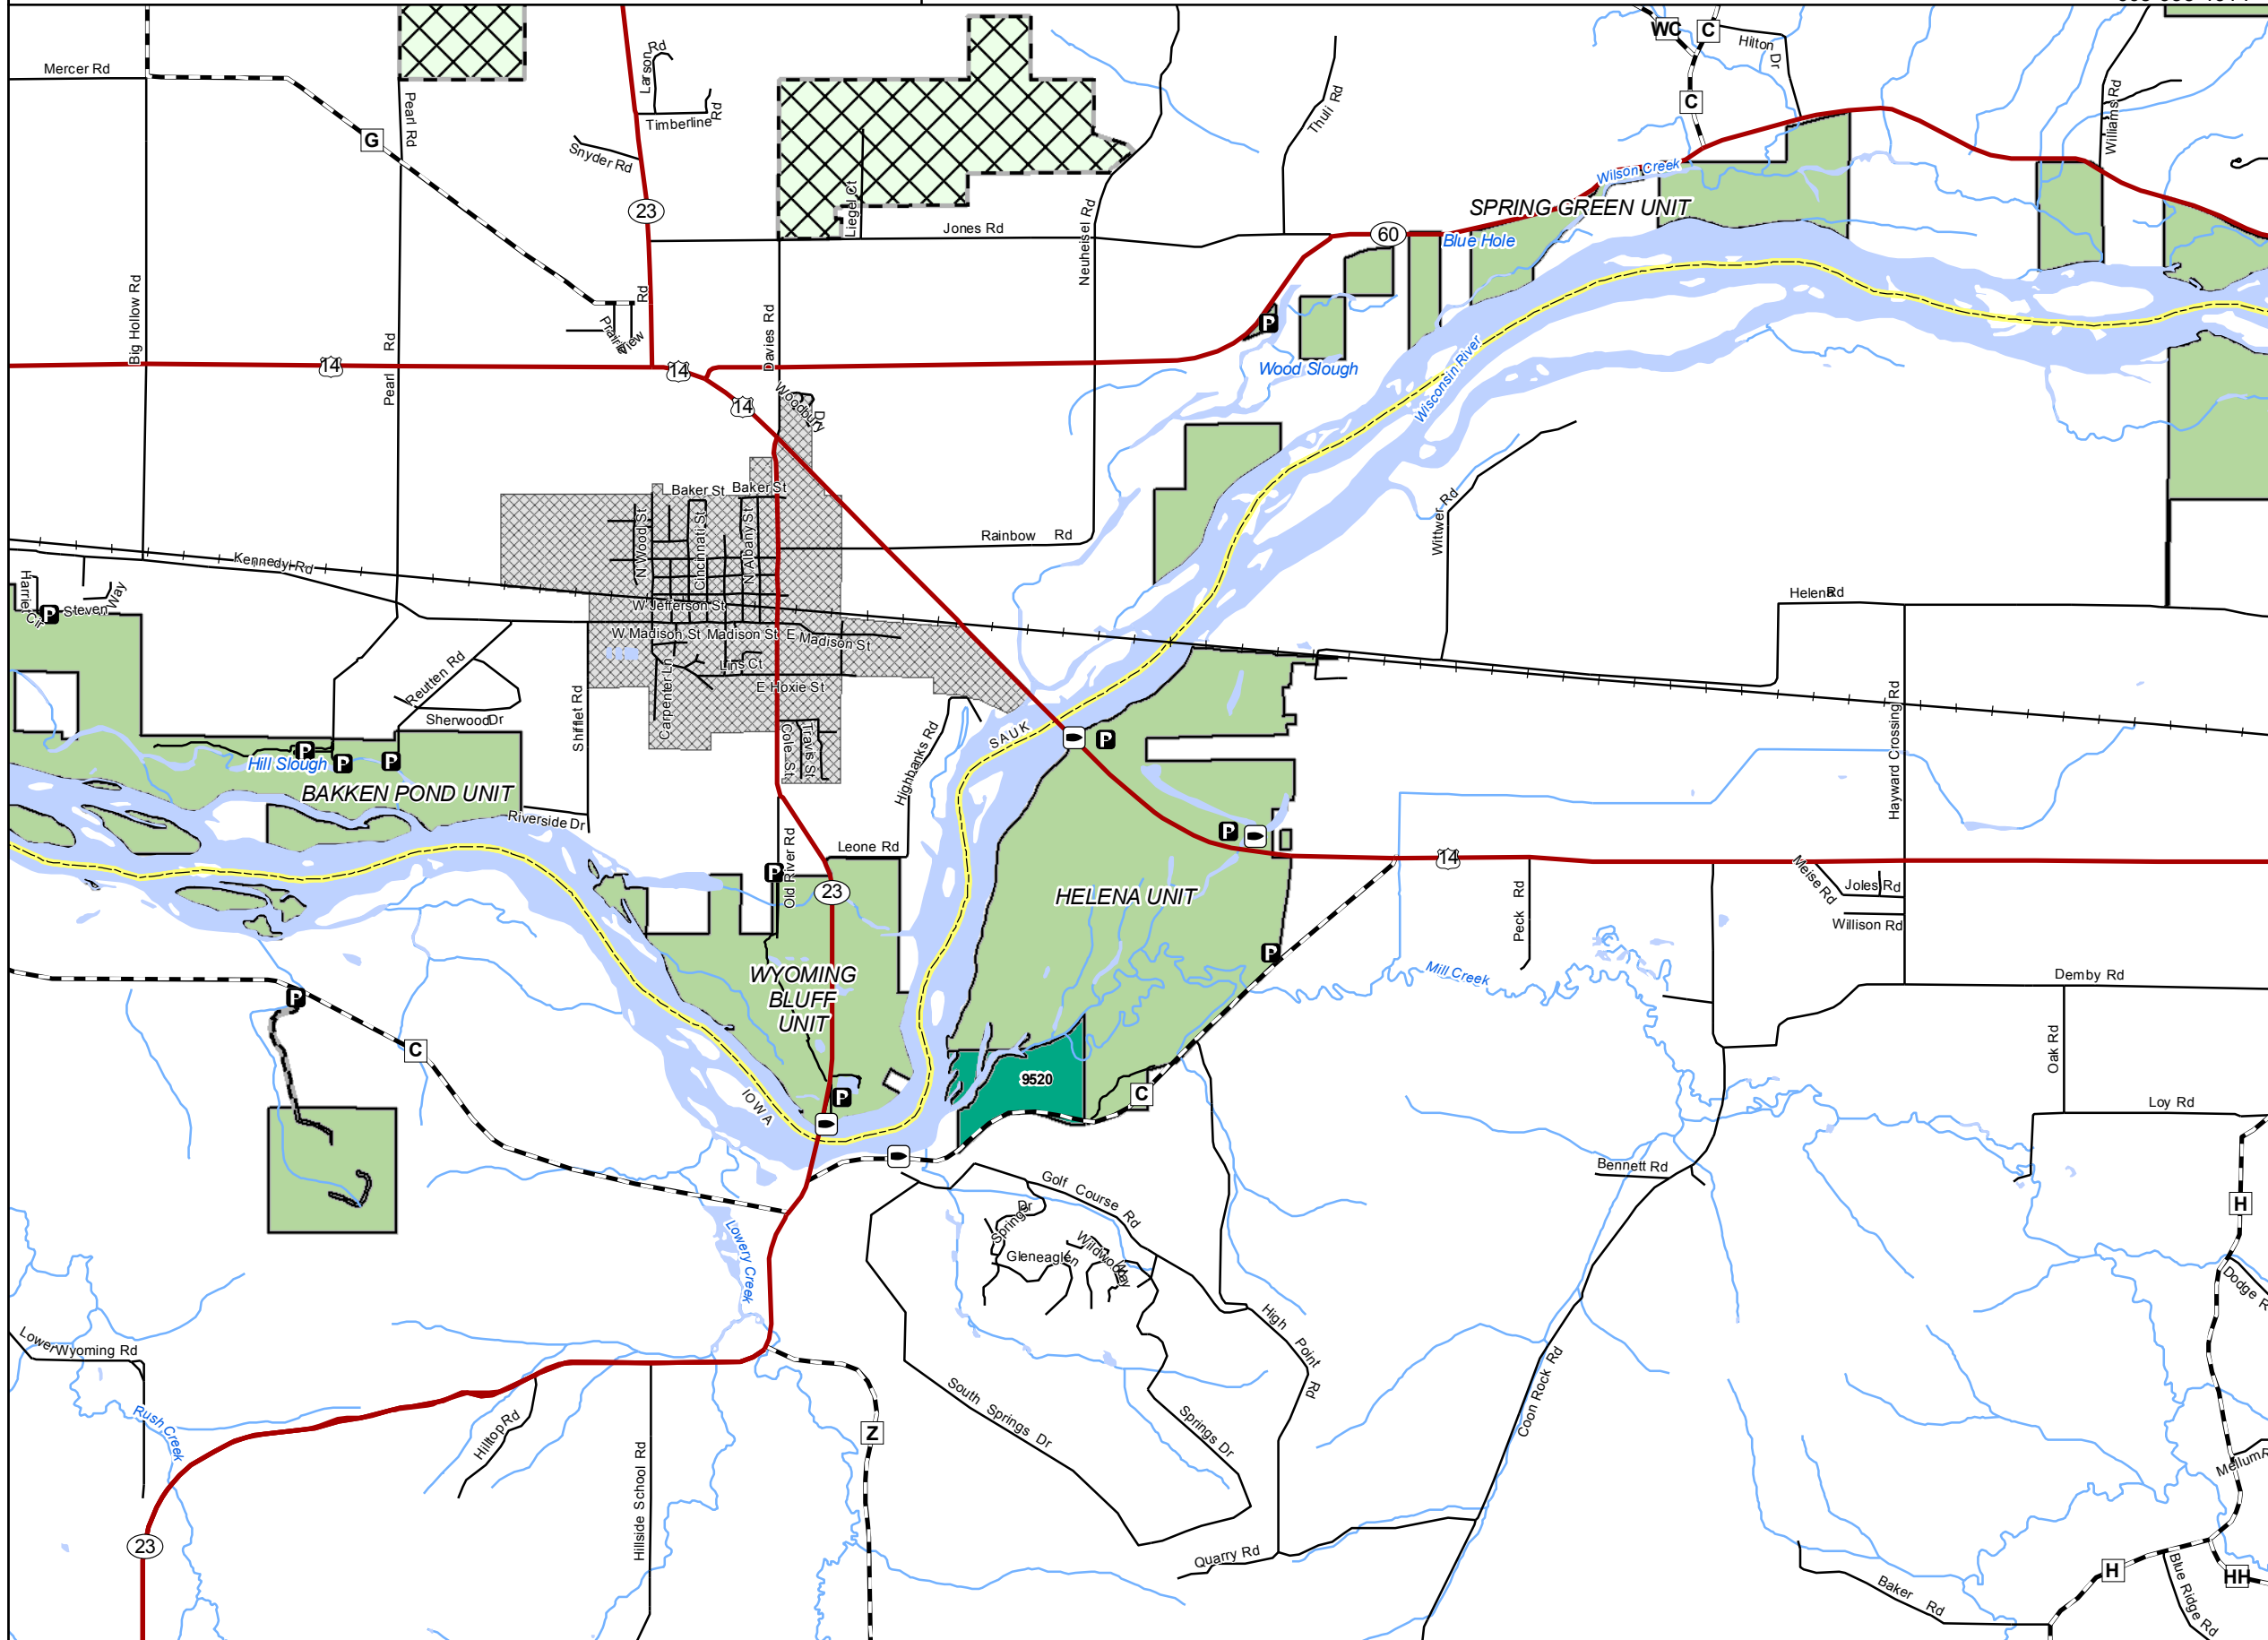 WC
C
Hilton
Dr
Mercer Rd
Larson
Rd
Timberline
Rd
Snyder Rd
Pearl Rd
G
C
Thuli Rd
Williams Rd
23
Liegel Ct
Jones Rd
Neuheisel Rd
Wilson Creek
SPRING GREEN UNIT
60
Blue Hole
Big Hollow Rd
Rd
Prairie
View
Davies Rd
P
Pearl Rd
14
14
14
Wood Slough
Wisconsin River
Woodbury
Dr
Baker St
Baker St
N Wood St
Cincinnati St
N Albany St
Rainbow Rd
Wittwer Rd
Kennedy Rd
Harriet
Cir
P
Steven
Way
W Jefferson St
W Madison St
Madison St
E Madison St
Helena
Rd
Lins Ct
Carpenter Ln
E Hoxie St
Reutten Rd
Sherwood Dr
Shifflet Rd
Cole St
Travis St
Highbanks Rd
SAUK
P
Hayward Crossing Rd
P
P
P
Hill Slough
BAKKEN POND UNIT
Riverside Dr
Old River Rd
Leone Rd
P
14
P
23
HELENA UNIT
Peck Rd
Meise Rd
Joles Rd
Willison Rd
WYOMING
BLUFF
UNIT
P
Mill Creek
Demby Rd
P
C
Oak Rd
9520
C
IOWA
P
Loy Rd
Bennett Rd
H
Golf Course Rd
Springs
Dr
Gleneagle
Ln
Wildwood
Way
Lowery Creek
Dodge R
High Point
Rd
Lower
Wyoming Rd
Coon Rock Rd
Rush Creek
Hilltop Rd
South Springs Dr
Springs Dr
Z
Hillside School Rd
Mellum R
23
Quarry Rd
H
HH
Blue Ridge Rd
Baker Rd